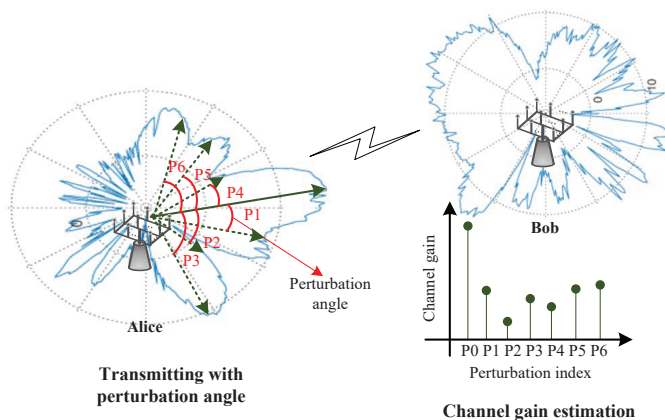 P6
P5
P4
P1
P2
P3
0
Perturbation
angle
Alice
Transmitting with
perturbation angle
0
10
Bob
Channel gain
P0 P1 P2 P3 P4 P5 P6
Perturbation index
Channel gain estimation